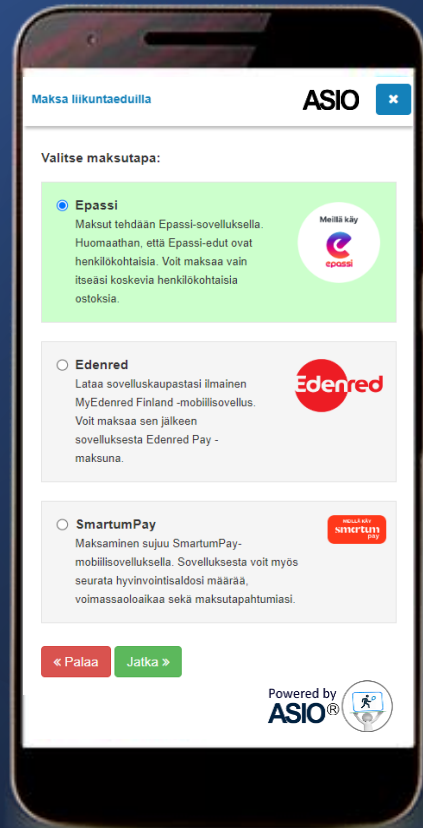 Maksa liikuntaeduilla
ASIO
×
Valitse maksutapa:
Epassi
Maksut tehdään Epassi-sovelluksella.
Huomaathan, että Epassi-edut ovat
henkilökohtaisia. Voit maksaa vain
itseäsi koskevia henkilökohtaisia
ostoksia.
Meillä käy
epassi
Edenred
Lataa sovelluskaupastasi ilmainen
MyEdenred Finland -mobiilisovellus.
Voit maksaa sen jälkeen
sovelluksesta Edenred Pay -
maksuna.
Edenred
SmartumPay
Maksaminen sujuu SmartumPay-
mobiilisovelluksella. Sovelluksesta voit myös
seurata hyvinvointisaldosi määrää,
voimassaoloaikaa sekä maksutapahtumiasi.
MEILLÄ KÄY
smartum
pay
« Palaa
Jatka »
Powered by
ASIO®